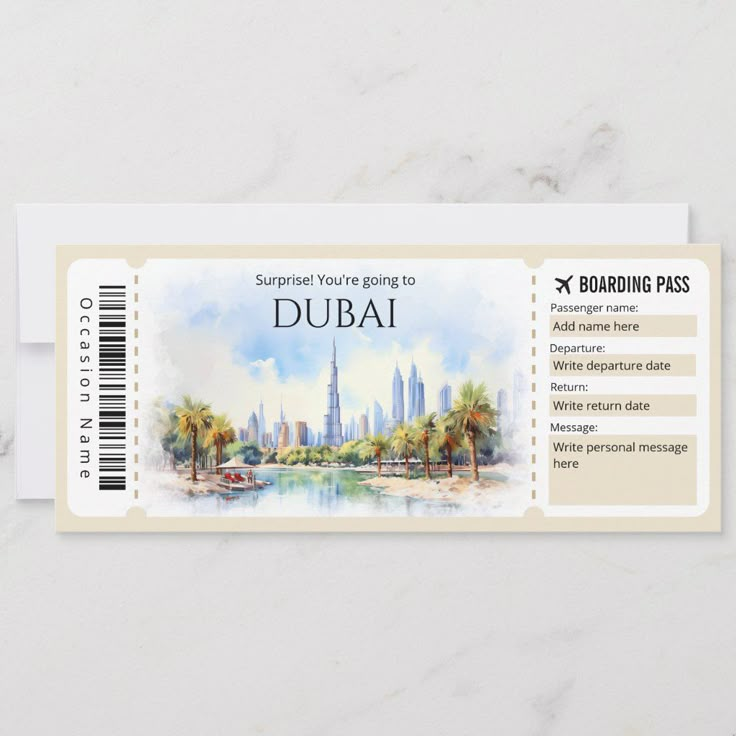 Occasion Name
Surprise! You're going to
DUBAI
BOARDING PASS
Passenger name:
Add name here
Departure:
Write departure date
Return:
Write return date
Message:
Write personal message
here